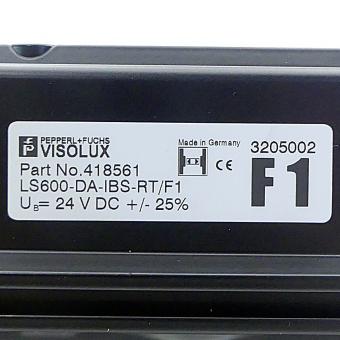 PEPPERL+FUCHS
VISOLUX
Made in Germany
3205002
Part No.418561
CE
F1
LS600-DA-IBS-RT/F1
UB= 24 V DC +/- 25%